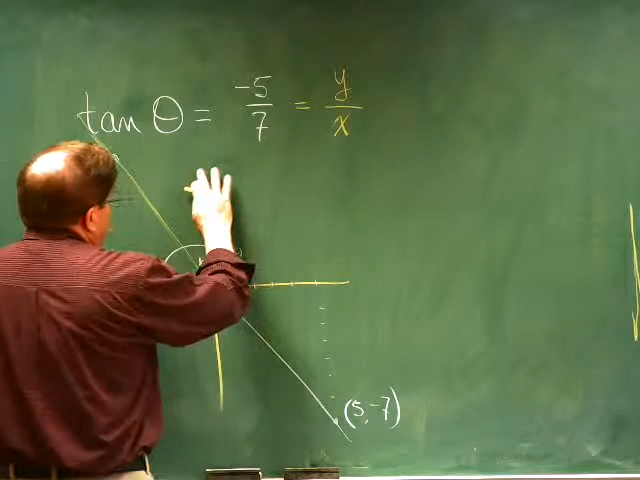 tan θ = -5/7 = y/x
(5,-7)